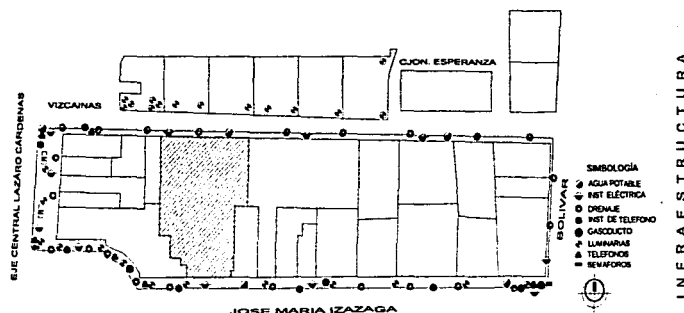 CJON. ESPERANZA
VIZCAINAS
EJE CENTRAL LAZARO CARDENAS
BOLIVAR
JOSE MARIA IZAZAGA
SIMBOLOGÍA
AGUA POTABLE
INST ELÉCTRICA
DRENAJE
INST DE TELEFONO
GASODUCTO
LUMINARIAS
TELEFONOS
SEMAFOROS
INFRAESTRUCTURA